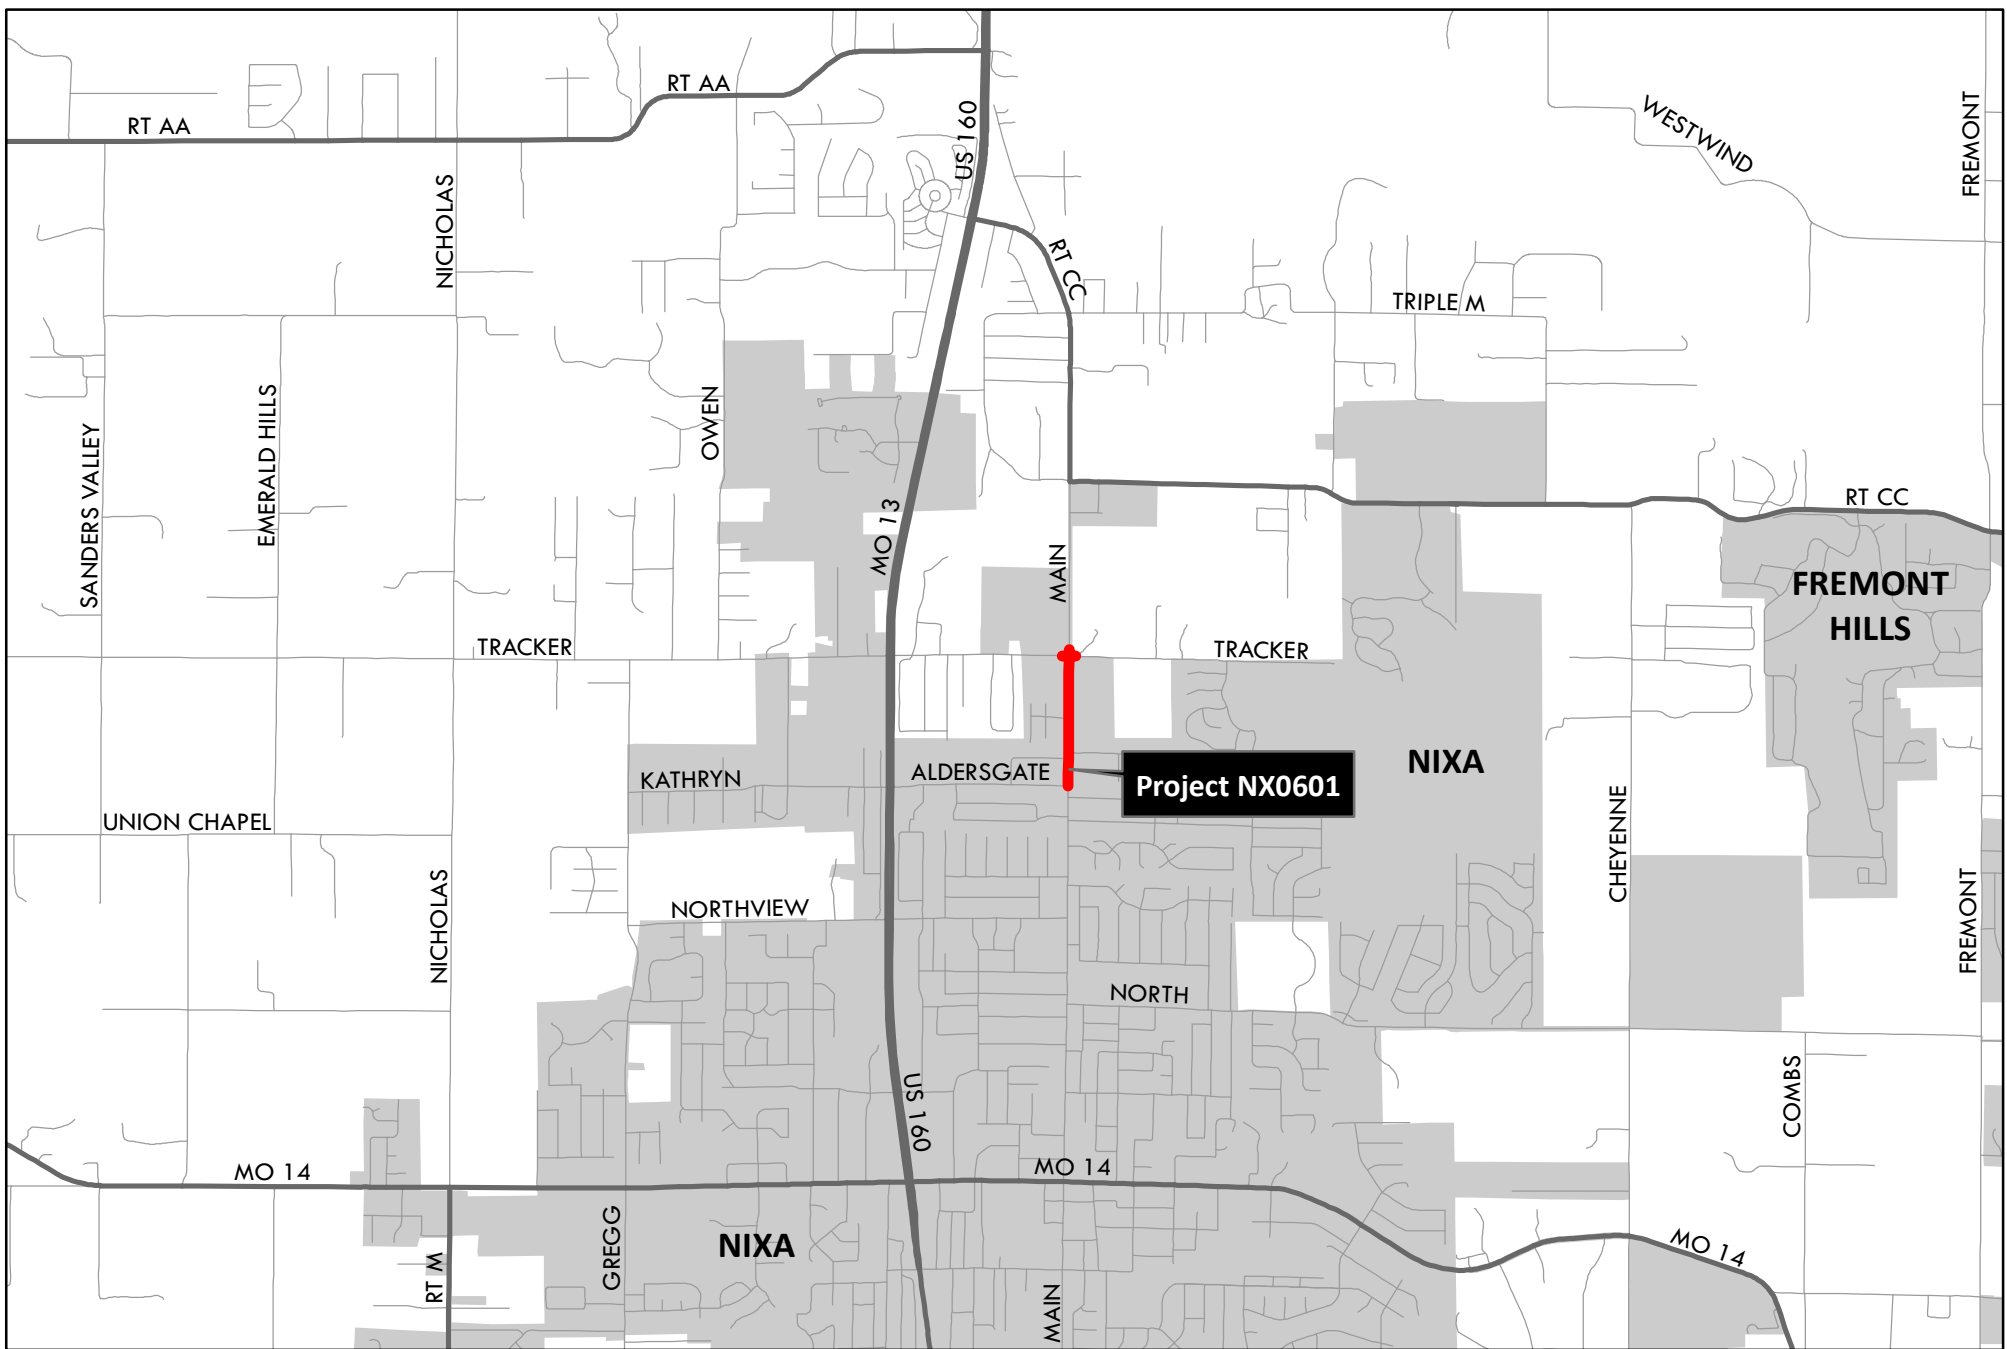 RT AA
RT AA
US 160
WESTWIND
FREMONT
NICHOLAS
RT CC
TRIPLE M
OWEN
EMERALD HILLS
SANDERS VALLEY
MO 13
RT CC
MAIN
FREMONT
HILLS
TRACKER
TRACKER
KATHRYN
ALDERSGATE
Project NX0601
NIXA
UNION CHAPEL
CHEYENNE
NICHOLAS
NORTHVIEW
FREMONT
NORTH
US 160
COMBS
MO 14
MO 14
GREGG
NIXA
RT M
MAIN
MO 14